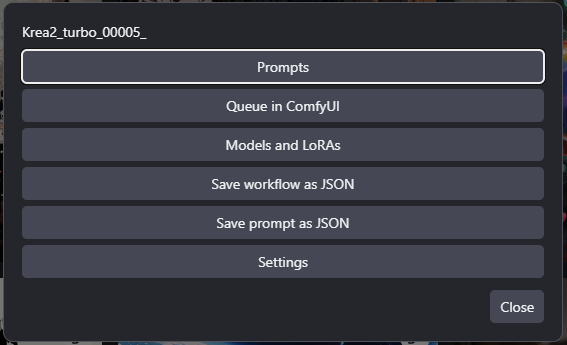 Krea2_turbo_00005_
Prompts
Queue in ComfyUI
Models and LoRAs
Save workflow as JSON
Save prompt as JSON
Settings
Close